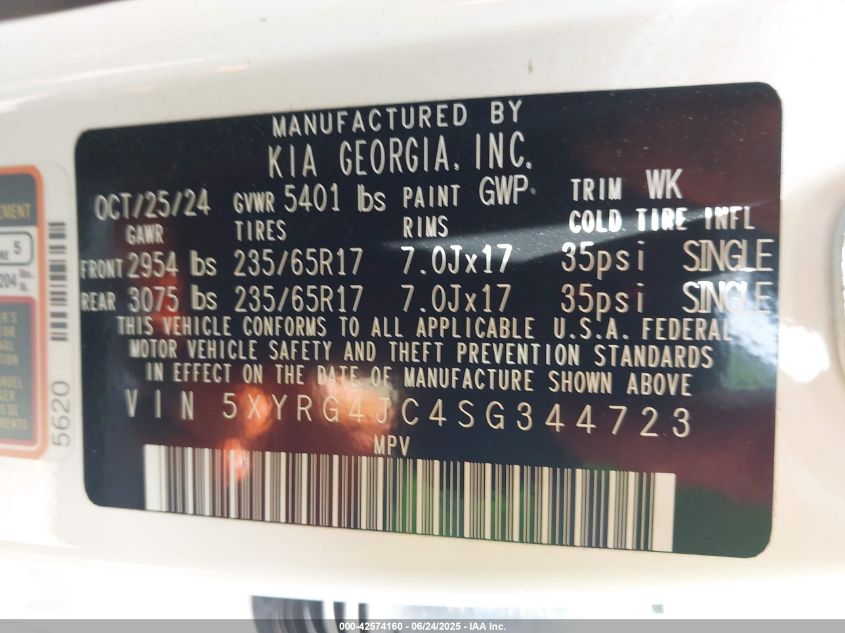 MANUFACTURED BY
KIA GEORGIA, INC.
OCT/25/24 GVWR 5401 lbs PAINT GWP TRIM WK
GAWR TIRES RIMS COLD TIRE INFL
FRONT 2954 lbs 235/65R17 7.0Jx17 35psi SINGLE
REAR 3075 lbs 235/65R17 7.0Jx17 35psi SINGLE
THIS VEHICLE CONFORMS TO ALL APPLICABLE U.S.A. FEDERAL
MOTOR VEHICLE SAFETY AND THEFT PREVENTION STANDARDS
IN EFFECT ON THE DATE OF MANUFACTURE SHOWN ABOVE
VIN 5XYRG4JC4SG344723
MPV
5620
© 42574160 - 06/24/2025 - IAA Inc.